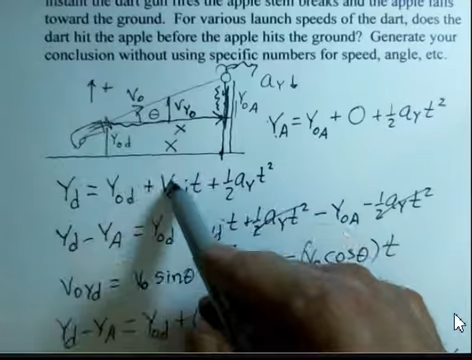 instant the dart gun fires the apple stem breaks and the apple falls
toward the ground. For various launch speeds of the dart, does the
dart hit the apple before the apple hits the ground? Generate your
conclusion without using specific numbers for speed, angle, etc.
↑+ V₀ θ V_Y₀ Y₀d X X Y₀A a_Y↓
Y_A = Y₀A + 0 + ½a_Yt²
Y_d = Y₀d + t + ½a_Yt²
Y_d - Y_A = Y₀d t + ½a_Yt² - Y₀A - ½a_Yt²
V₀Yd = V₀ sinθ (V₀cosθ)t
Y_d - Y_A = Y₀d + (